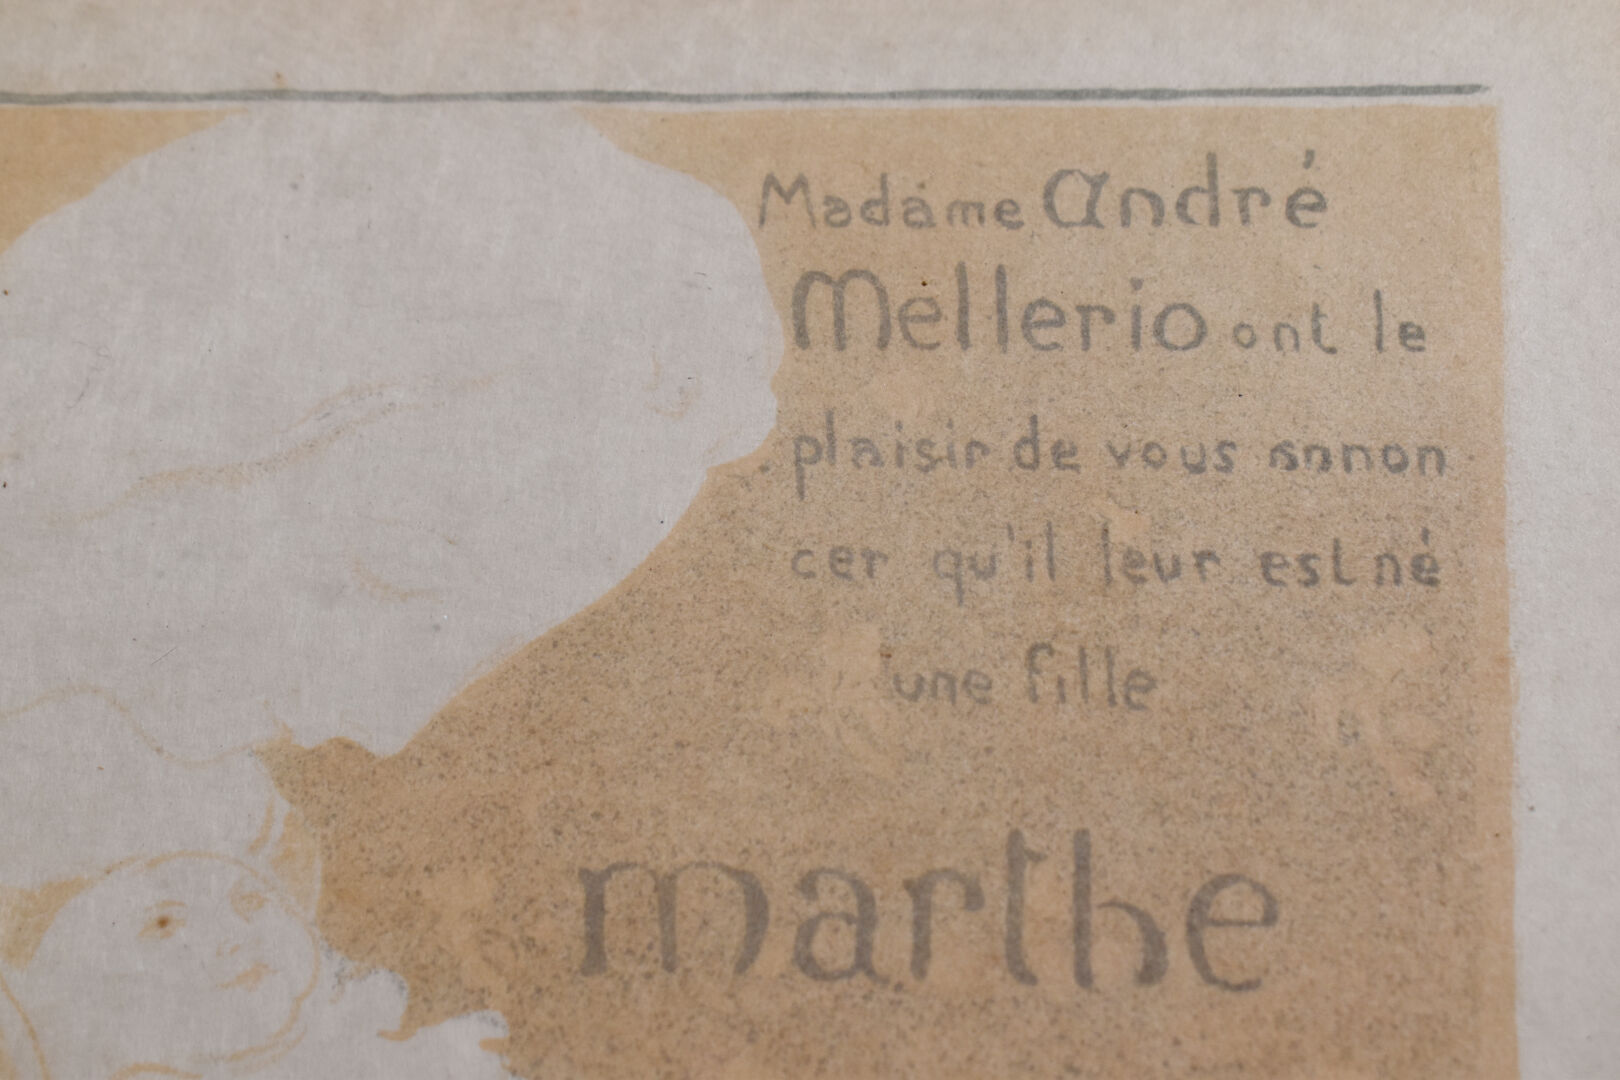 Madame André
Mellerio ont le
plaisir de vous annon
cer qu'il leur est né
une fille
marthe